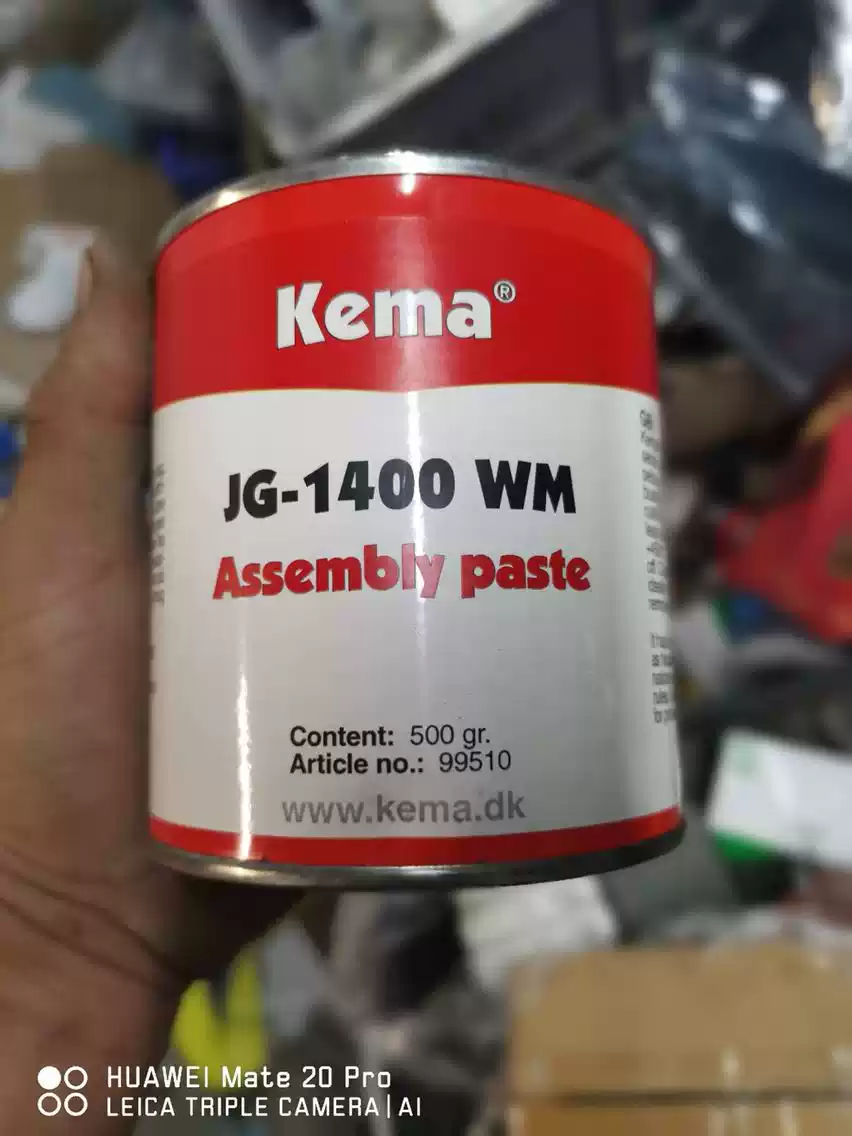 Kema®
JG-1400 WM
Assembly paste
Content: 500 gr.
Article no.: 99510
www.kema.dk
HUAWEI Mate 20 Pro
LEICA TRIPLE CAMERA | AI